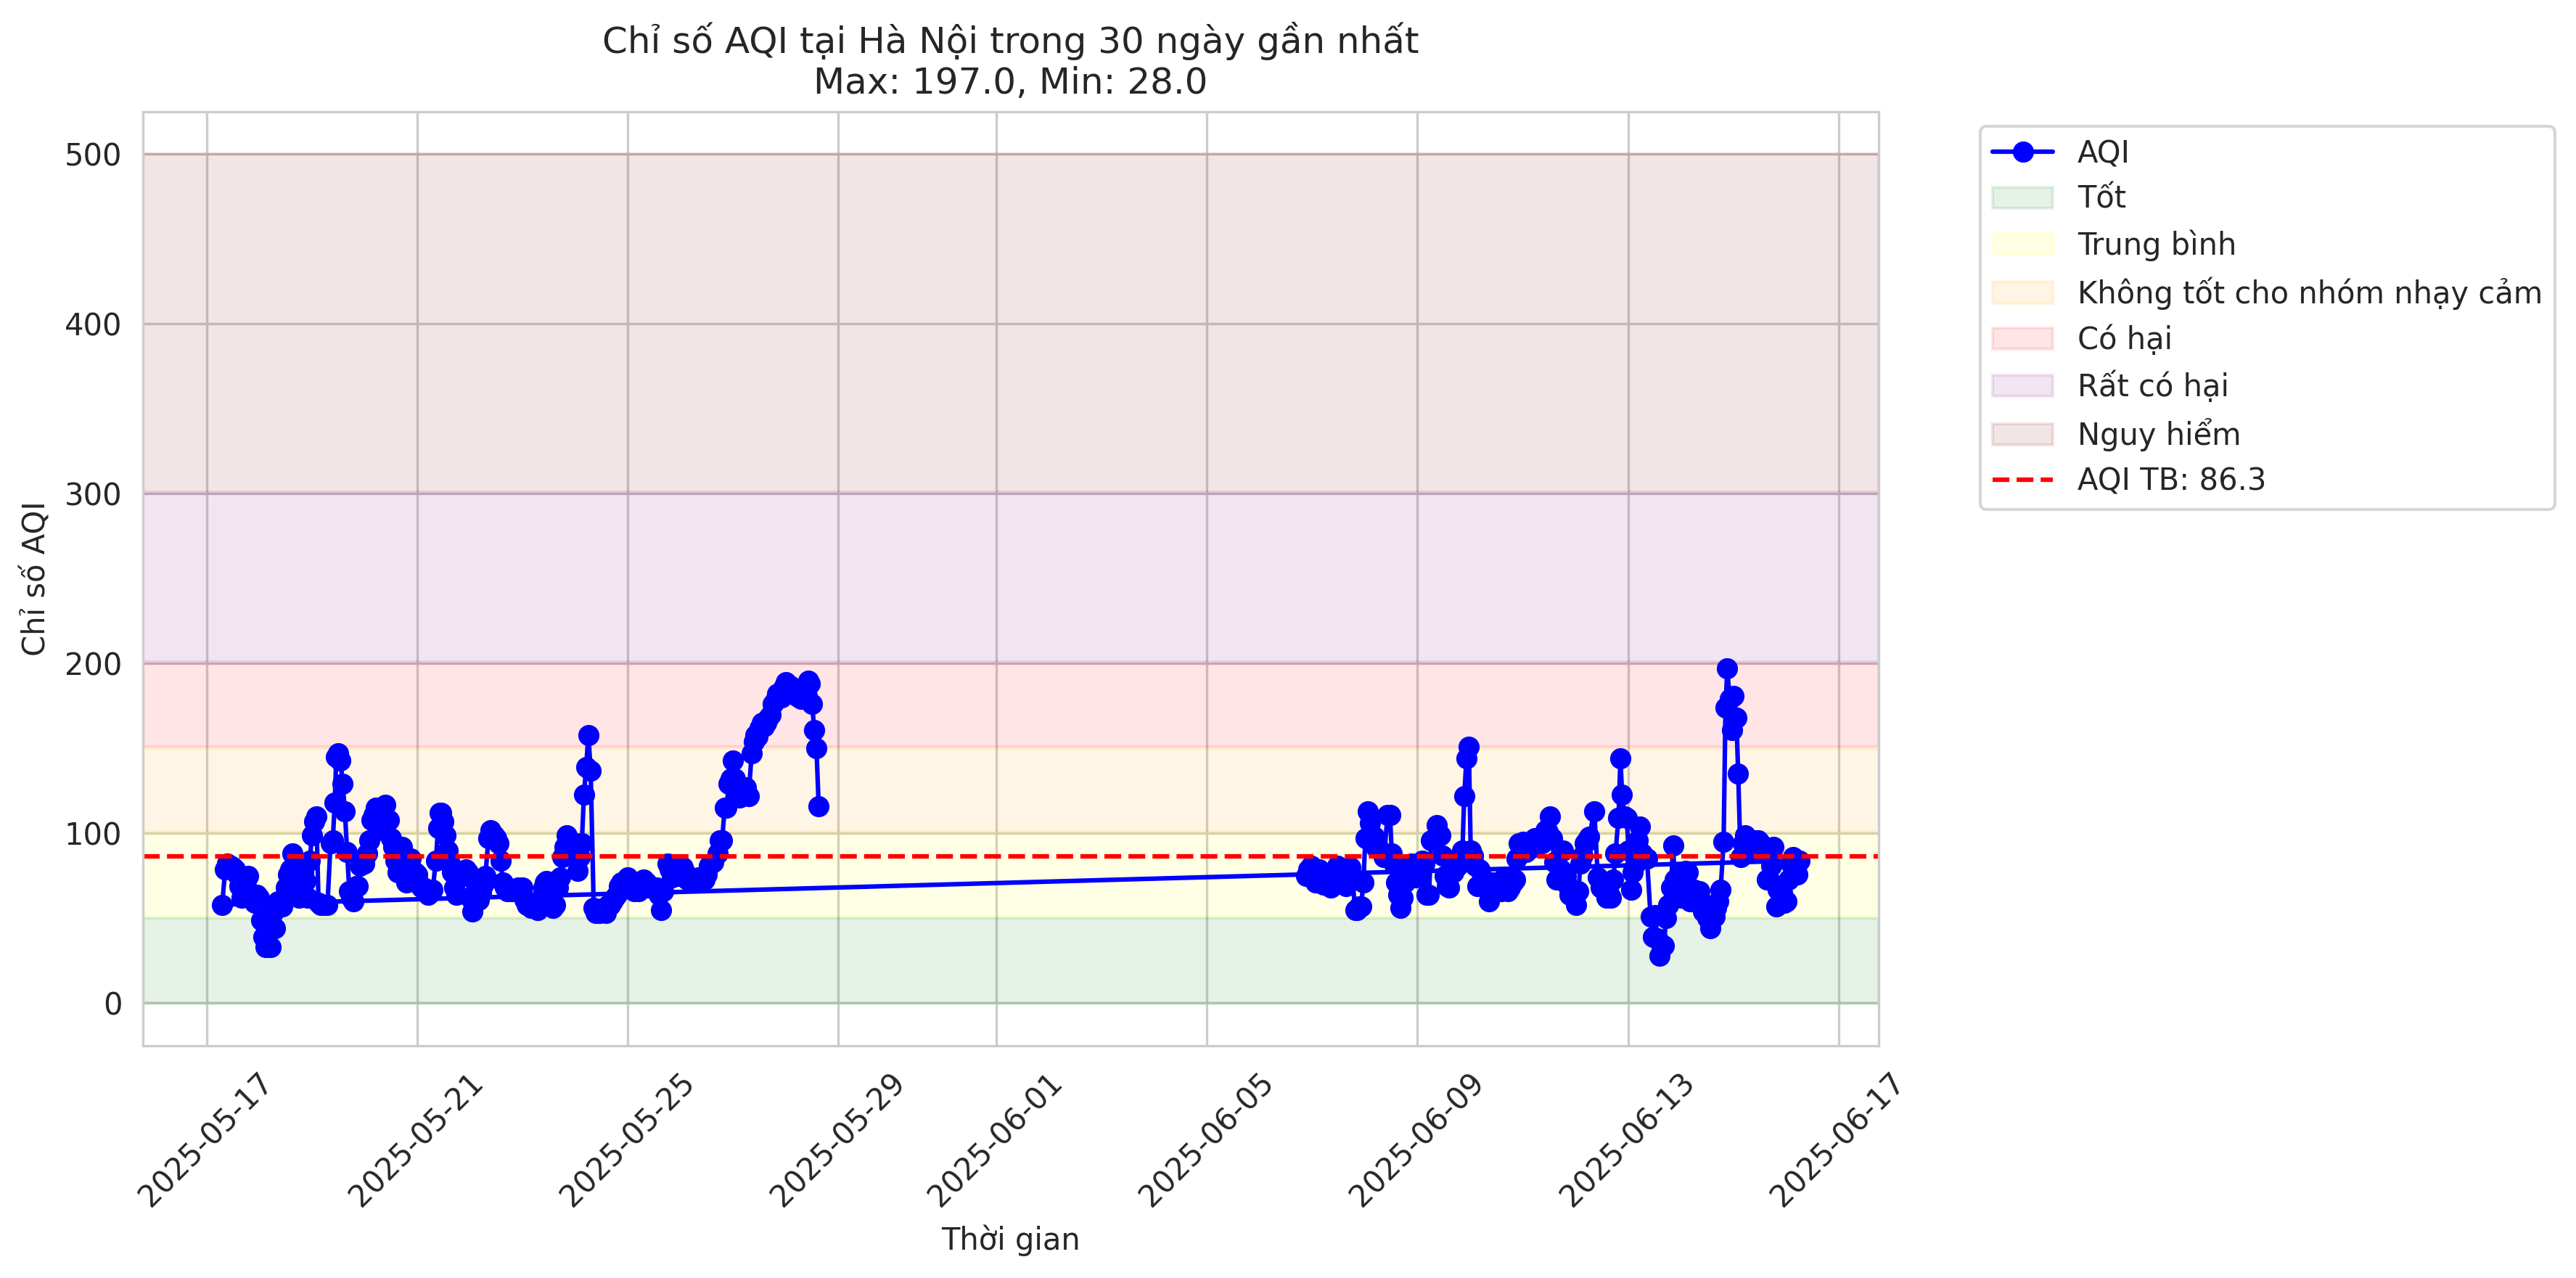 Chỉ số AQI tại Hà Nội trong 30 ngày gần nhất
Max: 197.0, Min: 28.0
Chỉ số AQI
500
400
300
200
100
0
2025-05-17
2025-05-21
2025-05-25
2025-05-29
2025-06-01
2025-06-05
2025-06-09
2025-06-13
2025-06-17
Thời gian
AQI
Tốt
Trung bình
Không tốt cho nhóm nhạy cảm
Có hại
Rất có hại
Nguy hiểm
AQI TB: 86.3